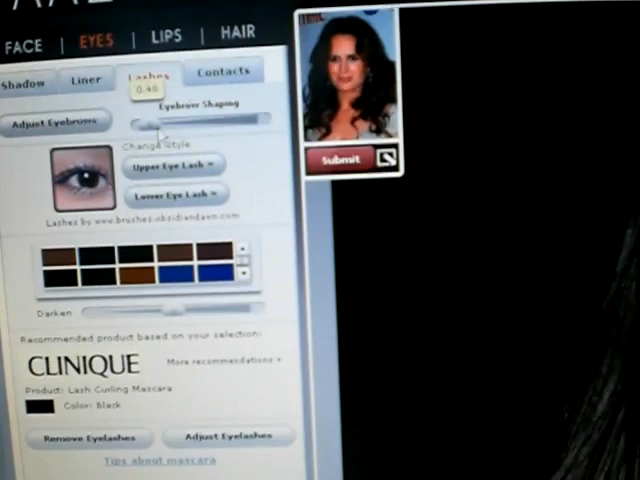 FACE | EYES | LIPS | HAIR
Shadow Liner Lashes Contacts
0.48
Eyebrow Shaping
Adjust Eyebrows
Change style
Upper Eye Lash
Lower Eye Lash
Lashes by www.brushes.obsidiandawn.com
Submit
Darken
Recommended product based on your selection:
CLINIQUE More recommendations
Product: Lash Curling Mascara
Color: Black
Remove Eyelashes Adjust Eyelashes
Tips about mascara